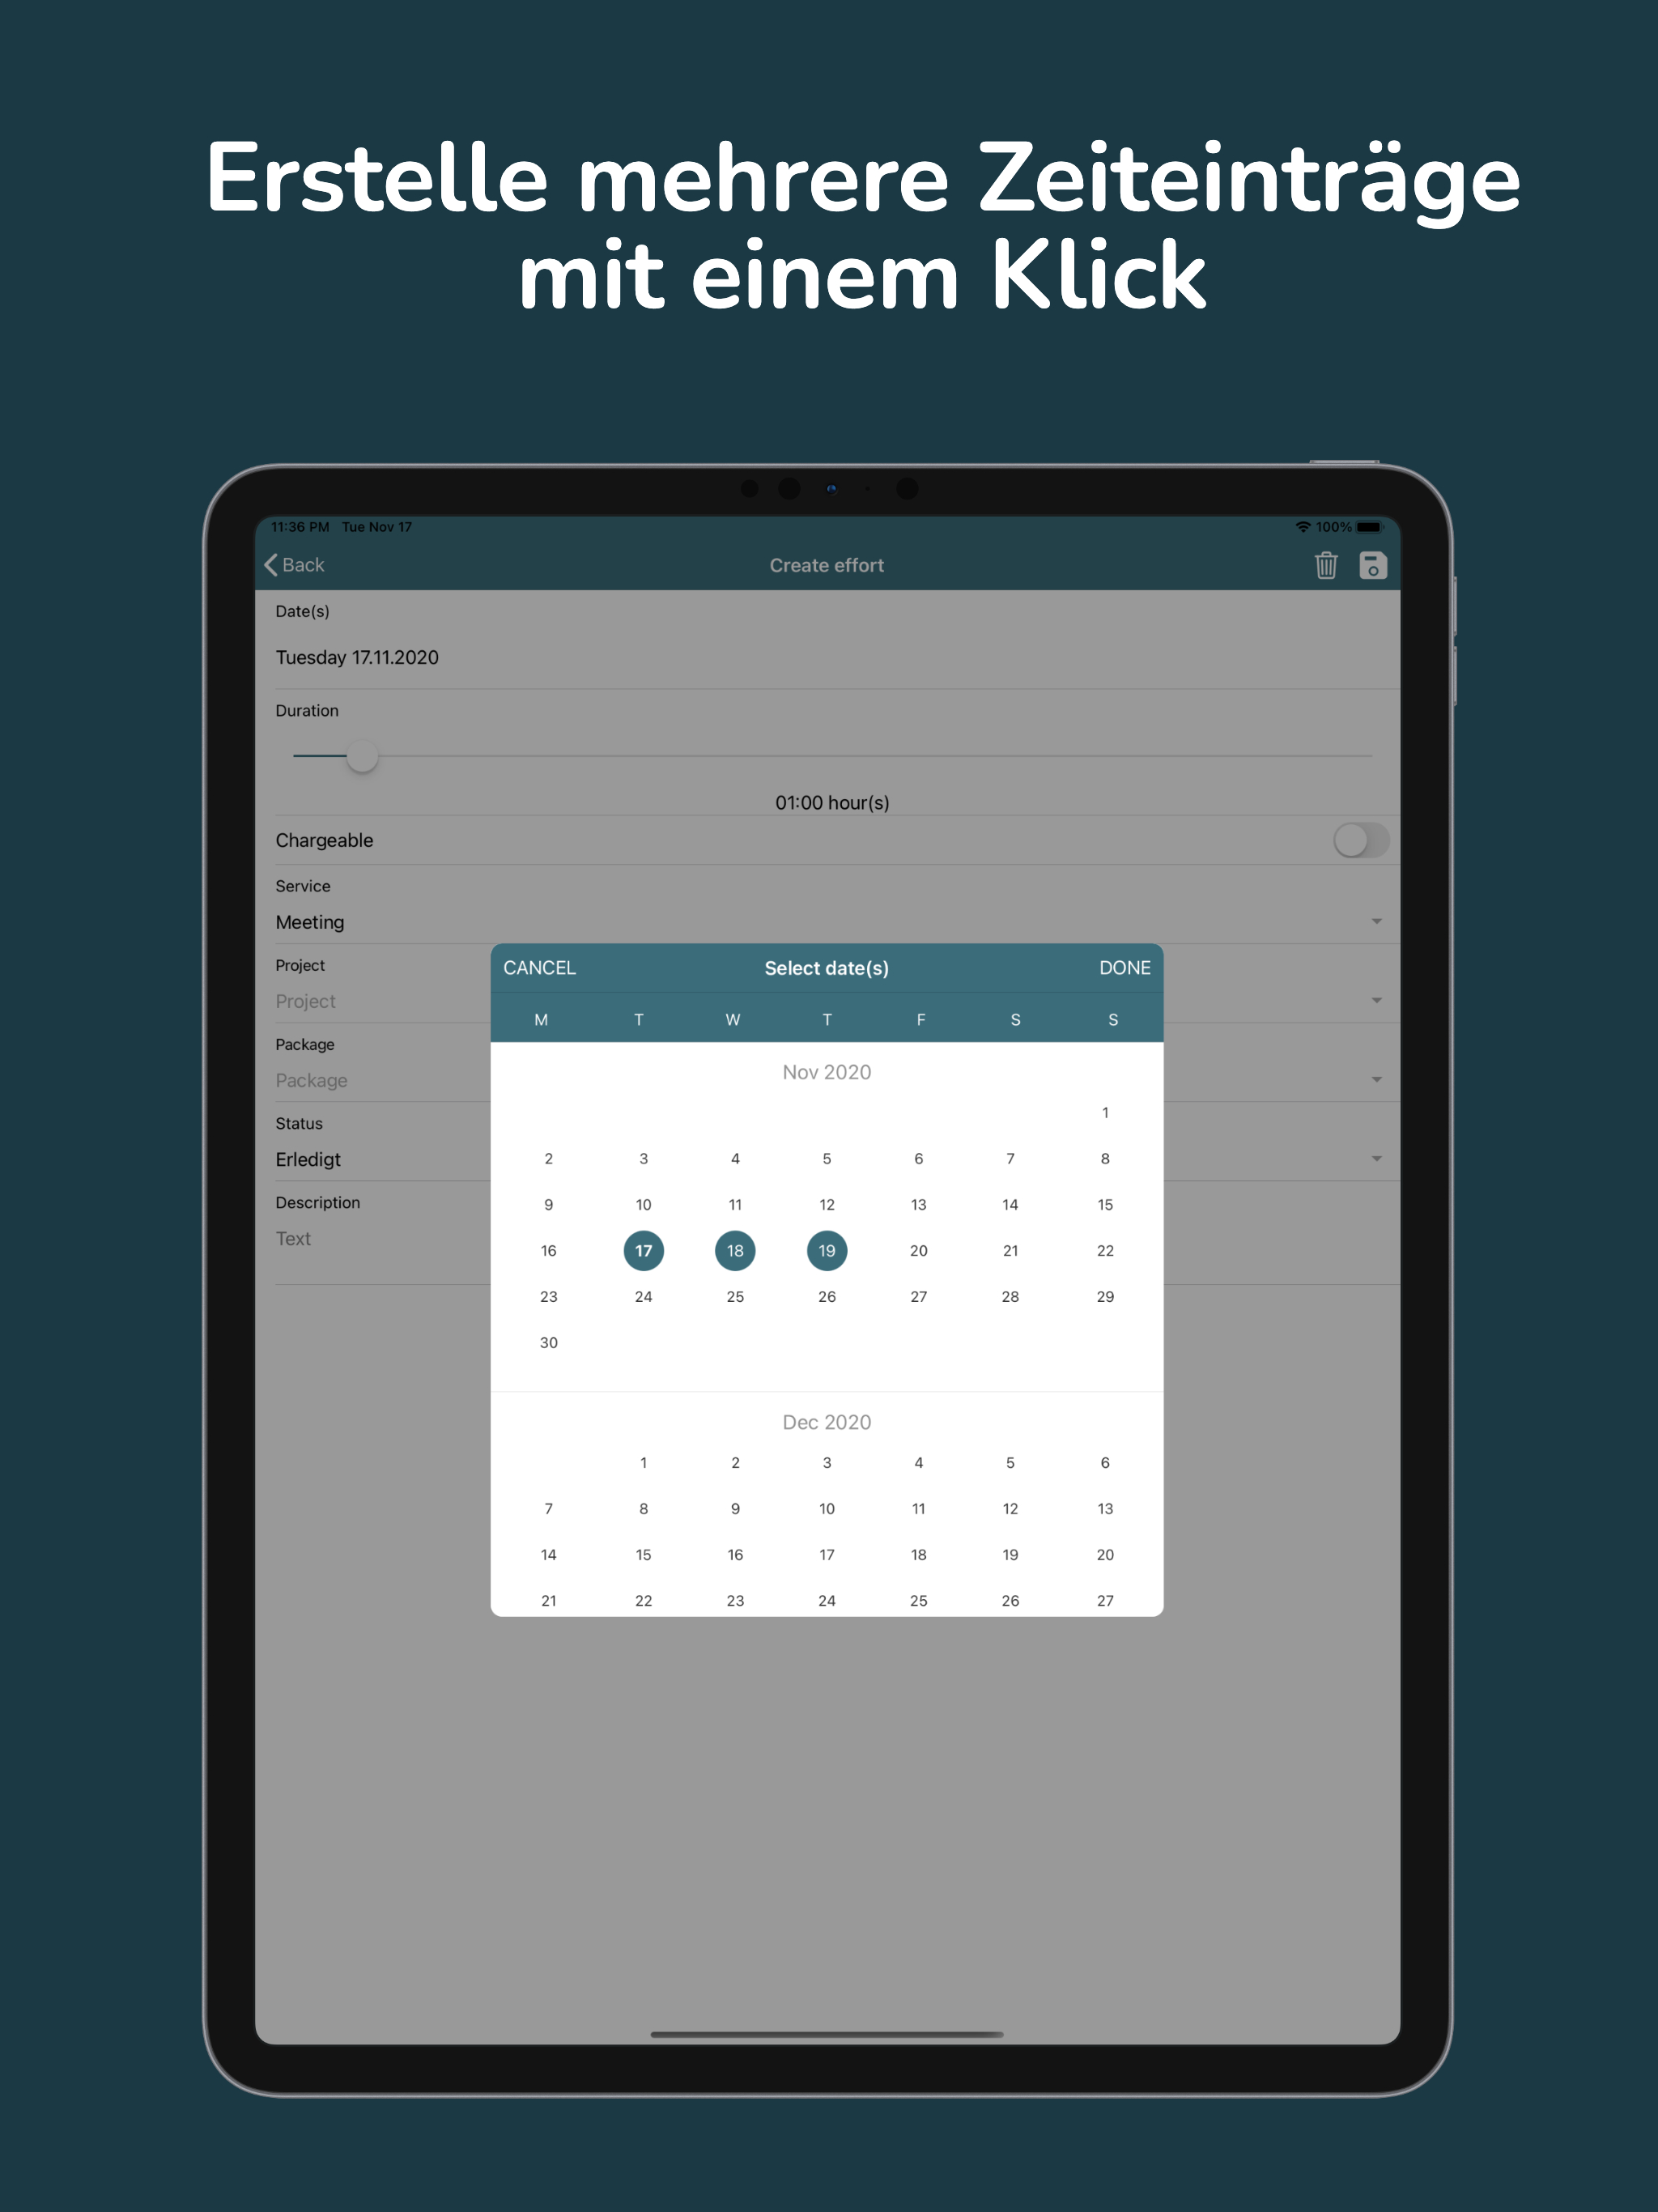 Erstelle mehrere Zeiteinträge
mit einem Klick
11:36 PM Tue Nov 17 100%
Back Create effort
Date(s)
Tuesday 17.11.2020
Duration
01:00 hour(s)
Chargeable
Service
Meeting
Project
Project
Package
Package
Status
Erledigt
Description
Text
CANCEL Select date(s) DONE
M T W T F S S
Nov 2020
1
2 3 4 5 6 7 8
9 10 11 12 13 14 15
16 17 18 19 20 21 22
23 24 25 26 27 28 29
30
Dec 2020
1 2 3 4 5 6
7 8 9 10 11 12 13
14 15 16 17 18 19 20
21 22 23 24 25 26 27